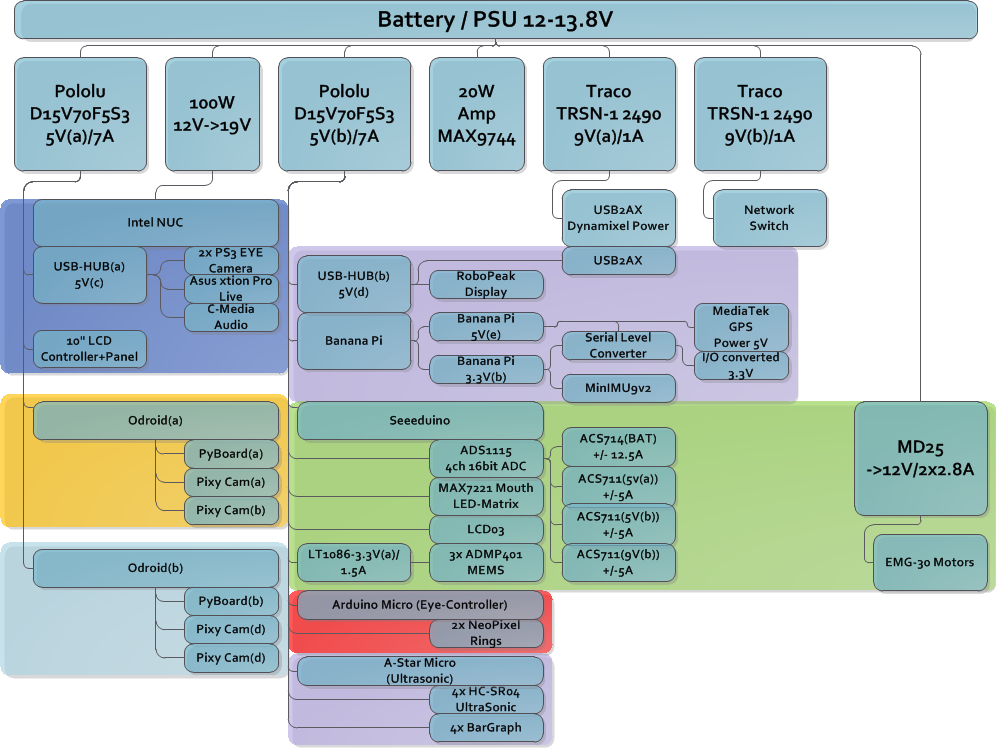 Battery / PSU 12-13.8V
Pololu
D15V70F5S3
5V(a)/7A
100W
12V->19V
Pololu
D15V70F5S3
5V(b)/7A
20W
Amp
MAX9744
Traco
TRSN-1 2490
9V(a)/1A
Traco
TRSN-1 2490
9V(b)/1A
Intel NUC
USB-HUB(a)
5V(c)
2x PS3 EYE
Camera
Asus xtion Pro
Live
C-Media
Audio
10" LCD
Controller+Panel
USB2AX
Dynamixel Power
Network
Switch
USB2AX
USB-HUB(b)
5V(d)
RoboPeak
Display
Banana Pi
Banana Pi
5V(e)
Banana Pi
3.3V(b)
Serial Level
Converter
MinIMU9v2
MediaTek
GPS
Power 5V
I/O converted
3.3V
Odroid(a)
PyBoard(a)
Pixy Cam(a)
Pixy Cam(b)
Seeeduino
ADS1115
4ch 16bit ADC
MAX7221 Mouth
LED-Matrix
LCD03
LT1086-3.3V(a)/
1.5A
3x ADMP401
MEMS
ACS714(BAT)
+/- 12.5A
ACS711(5v(a))
+/-5A
ACS711(5V(b))
+/-5A
ACS711(9V(b))
+/-5A
MD25
->12V/2x2.8A
EMG-30 Motors
Odroid(b)
PyBoard(b)
Pixy Cam(d)
Pixy Cam(d)
Arduino Micro (Eye-Controller)
2x NeoPixel
Rings
A-Star Micro
(Ultrasonic)
4x HC-SR04
UltraSonic
4x BarGraph